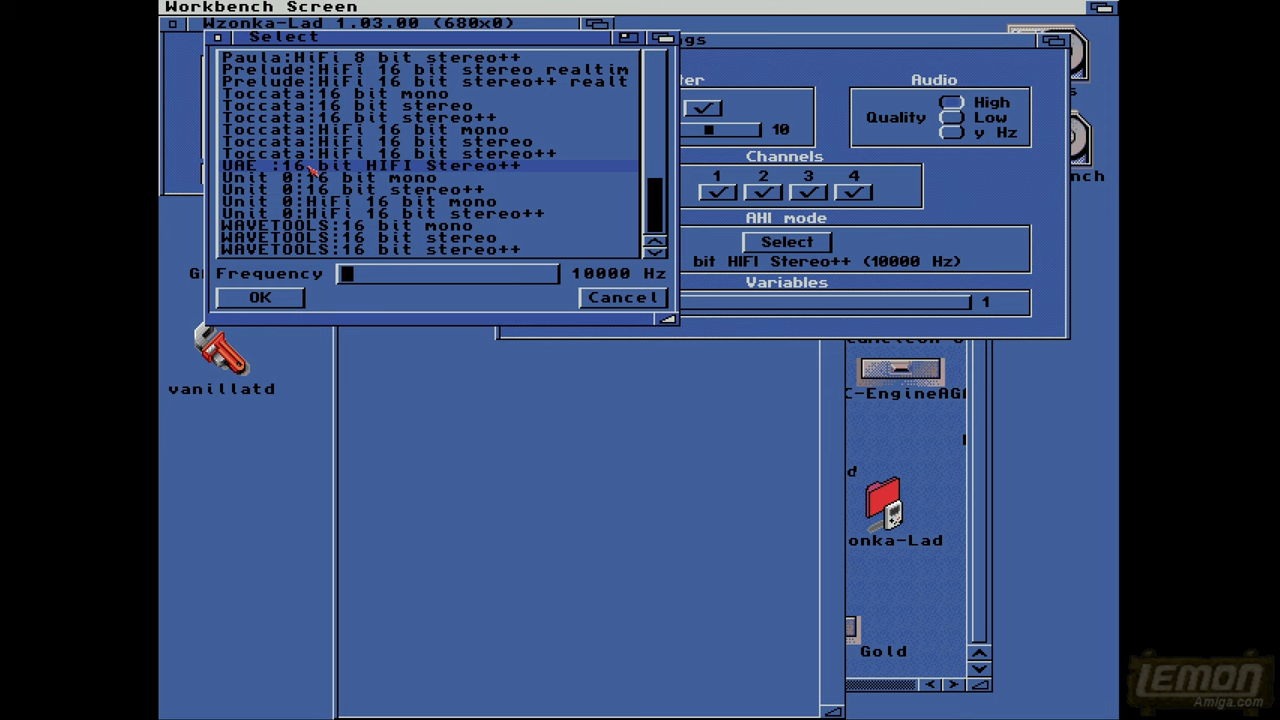 Workbench Screen
Wzonka-Lad 1.03.00 (680x0)
Select
gs
Paula:HiFi 8 bit stereo++
Prelude:HiFi 16 bit stereo realtim
Prelude:HiFi 16 bit stereo++ realt
Toccata:16 bit mono
Toccata:16 bit stereo
Toccata:16 bit stereo++
Toccata:HiFi 16 bit mono
Toccata:HiFi 16 bit stereo
Toccata:HiFi 16 bit stereo++
UAE :16 bit HIFI Stereo++
Unit 0:16 bit mono
Unit 0:16 bit stereo++
Unit 0:HiFi 16 bit mono
Unit 0:HiFi 16 bit stereo++
WAVETOOLS:16 bit mono
WAVETOOLS:16 bit stereo
WAVETOOLS:16 bit stereo++
Frequency 10000 Hz
OK Cancel
ter
10
Audio
Quality
High
Low
y Hz
Channels
1 2 3 4
AHI mode
Select
bit HIFI Stereo++ (10000 Hz)
Variables
1
s
nch
vanillatd
C-EngineAGA
d
onka-Lad
Gold
LEMON
Amiga.com